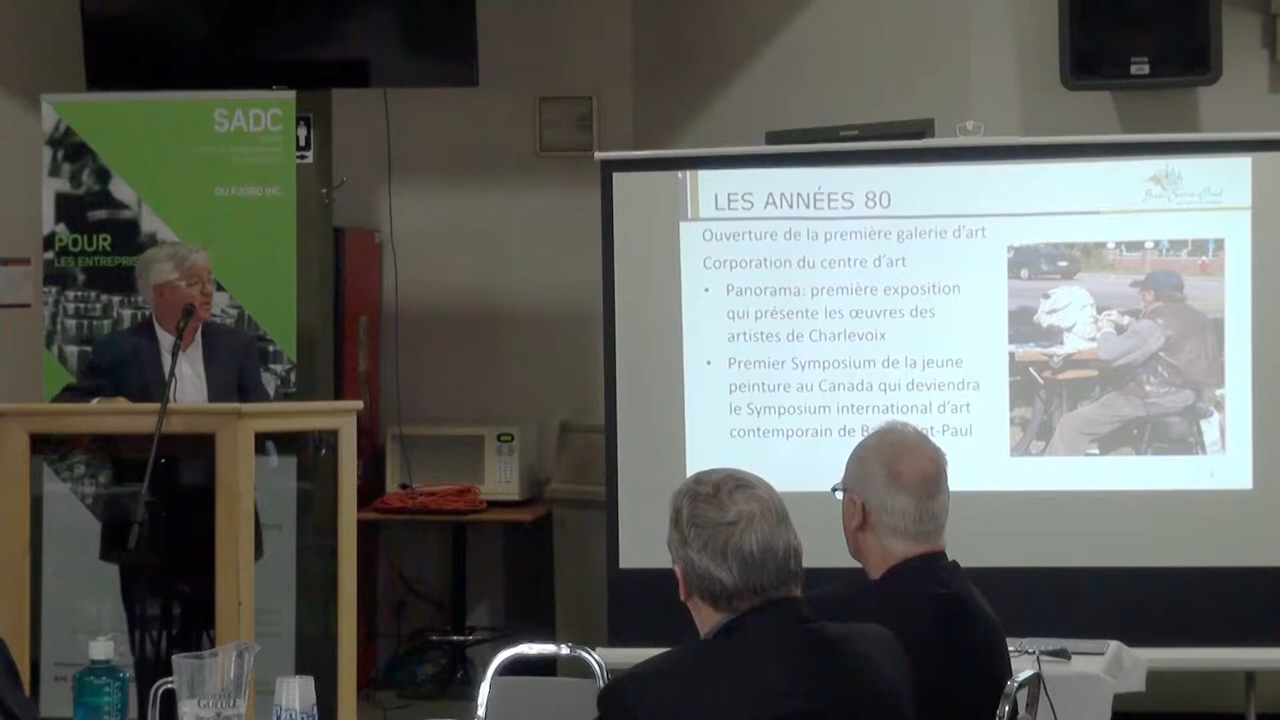 SADC
DU FJORD INC.
POUR
LES ENTREPRIS
LES ANNÉES 80
Ouverture de la première galerie d'art
Corporation du centre d'art
• Panorama: première exposition
qui présente les œuvres des
artistes de Charlevoix
• Premier Symposium de la jeune
peinture au Canada qui deviendra
le Symposium international d'art
contemporain de Ba nt-Paul
GUEULE